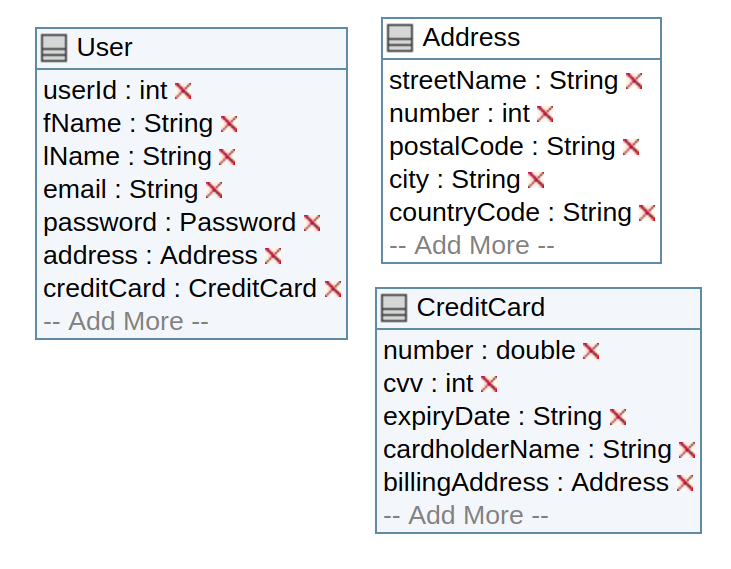 User
userId : int
fName : String
lName : String
email : String
password : Password
address : Address
creditCard : CreditCard
-- Add More --
Address
streetName : String
number : int
postalCode : String
city : String
countryCode : String
-- Add More --
CreditCard
number : double
cvv : int
expiryDate : String
cardholderName : String
billingAddress : Address
-- Add More --